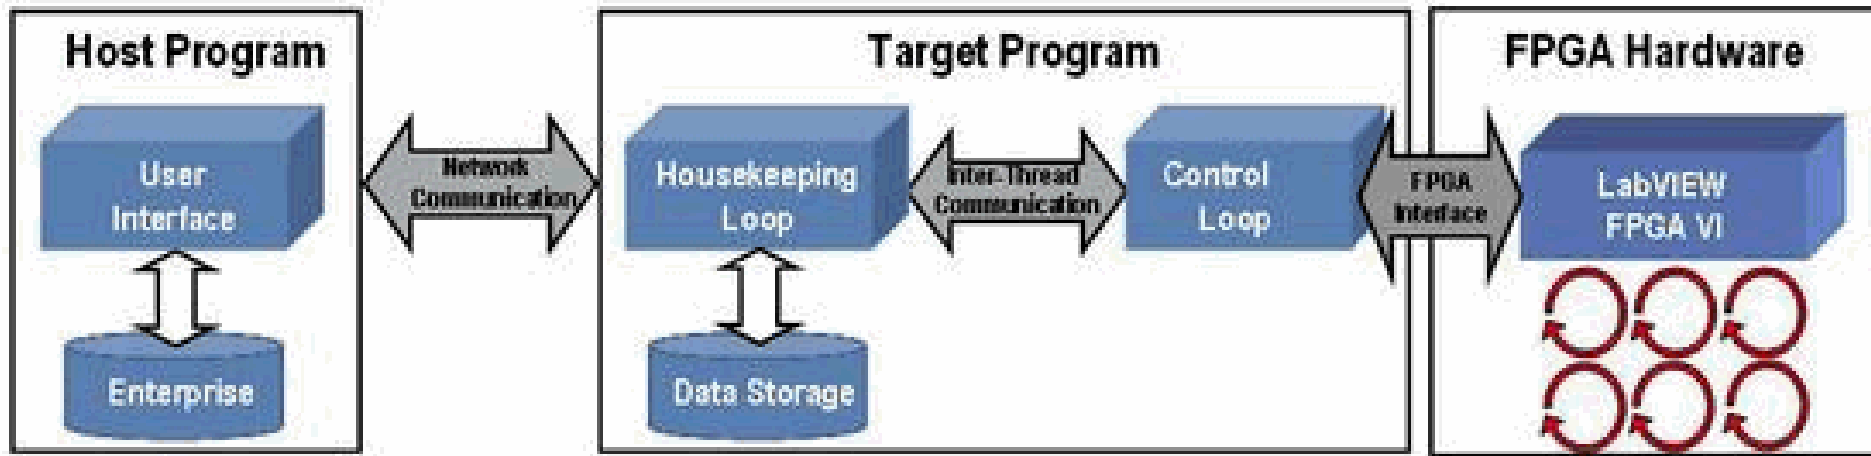 Host Program
User
Interface
Enterprise
Network
Communication
Target Program
Housekeeping
Loop
Data Storage
Inter-Thread
Communication
Control
Loop
FPGA
Interface
FPGA Hardware
LabVIEW
FPGA VI